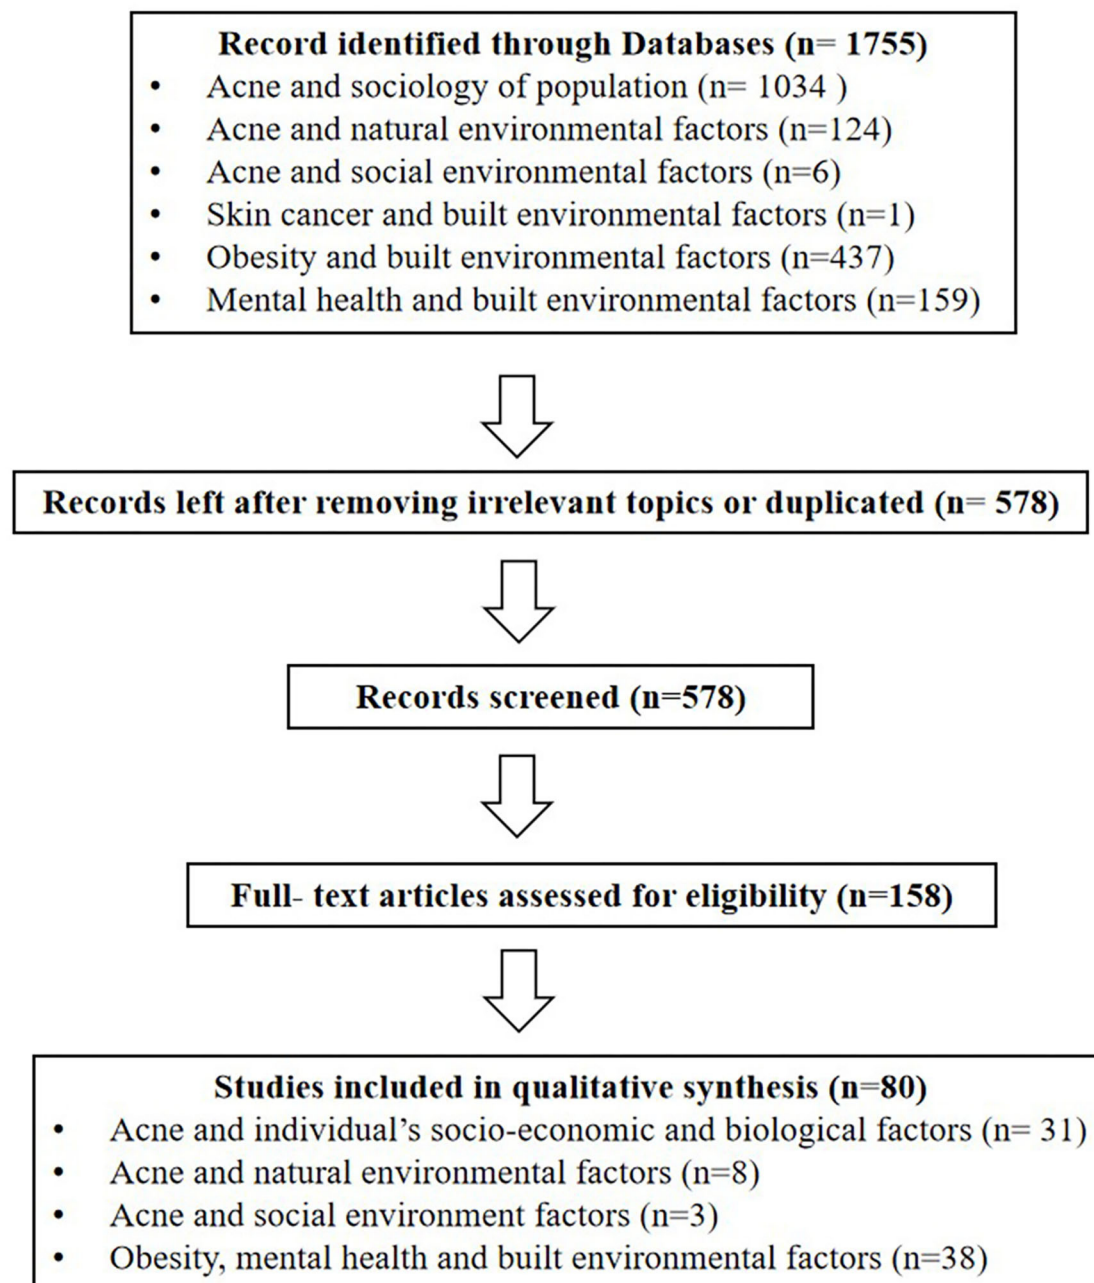 Record identified through Databases (n= 1755)
• Acne and sociology of population (n= 1034 )
• Acne and natural environmental factors (n=124)
• Acne and social environmental factors (n=6)
• Skin cancer and built environmental factors (n=1)
• Obesity and built environmental factors (n=437)
• Mental health and built environmental factors (n=159)
Records left after removing irrelevant topics or duplicated (n= 578)
Records screened (n=578)
Full- text articles assessed for eligibility (n=158)
Studies included in qualitative synthesis (n=80)
• Acne and individual’s socio-economic and biological factors (n= 31)
• Acne and natural environmental factors (n=8)
• Acne and social environment factors (n=3)
• Obesity, mental health and built environmental factors (n=38)